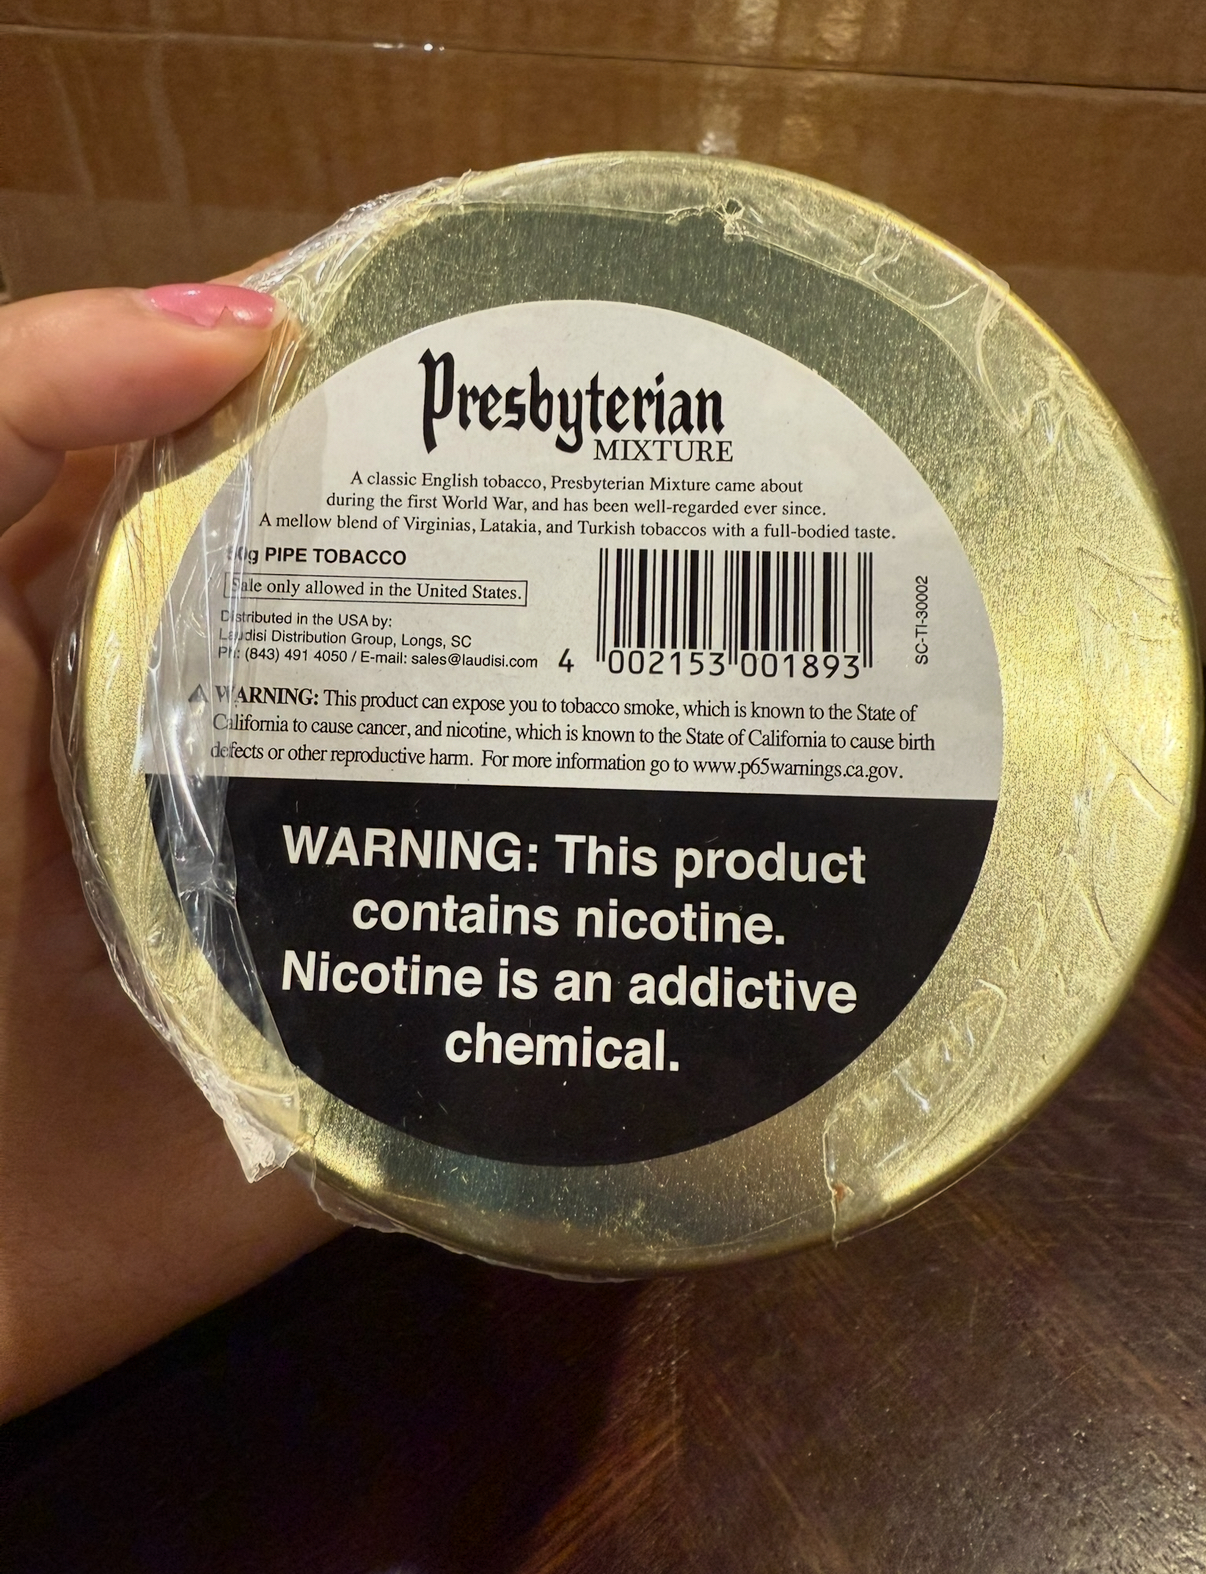 Presbyterian
MIXTURE
A classic English tobacco, Presbyterian Mixture came about
during the first World War, and has been well-regarded ever since.
A mellow blend of Virginias, Latakia, and Turkish tobaccos with a full-bodied taste.
50g PIPE TOBACCO
Sale only allowed in the United States.
Distributed in the USA by:
Laudisi Distribution Group, Longs, SC
Ph: (843) 491 4050 / E-mail: sales@laudisi.com
4 002153 001893
SC-TI-30002
WARNING: This product can expose you to tobacco smoke, which is known to the State of
California to cause cancer, and nicotine, which is known to the State of California to cause birth
defects or other reproductive harm. For more information go to www.p65warnings.ca.gov.
WARNING: This product
contains nicotine.
Nicotine is an addictive
chemical.